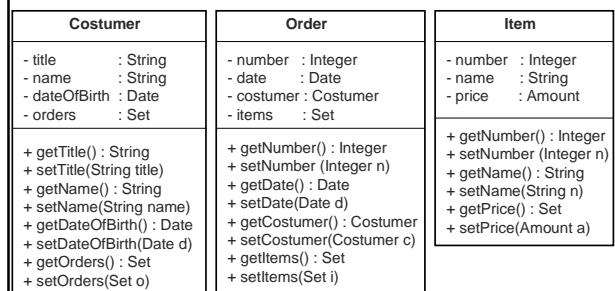 Costumer
- title : String
- name : String
- dateOfBirth : Date
- orders : Set
+ getTitle() : String
+ setTitle(String title)
+ getName() : String
+ setName(String name)
+ getDateOfBirth() : Date
+ setDateOfBirth(Date d)
+ getOrders() : Set
+ setOrders(Set o)
Order
- number : Integer
- date : Date
- costumer : Costumer
- items : Set
+ getNumber() : Integer
+ setNumber (Integer n)
+ getDate() : Date
+ setDate(Date d)
+ getCostumer() : Costumer
+ setCostumer(Costumer c)
+ getItems() : Set
+ setItems(Set i)
Item
- number : Integer
- name : String
- price : Amount
+ getNumber() : Integer
+ setNumber (Integer n)
+ getName() : String
+ setName(String n)
+ getPrice() : Set
+ setPrice(Amount a)